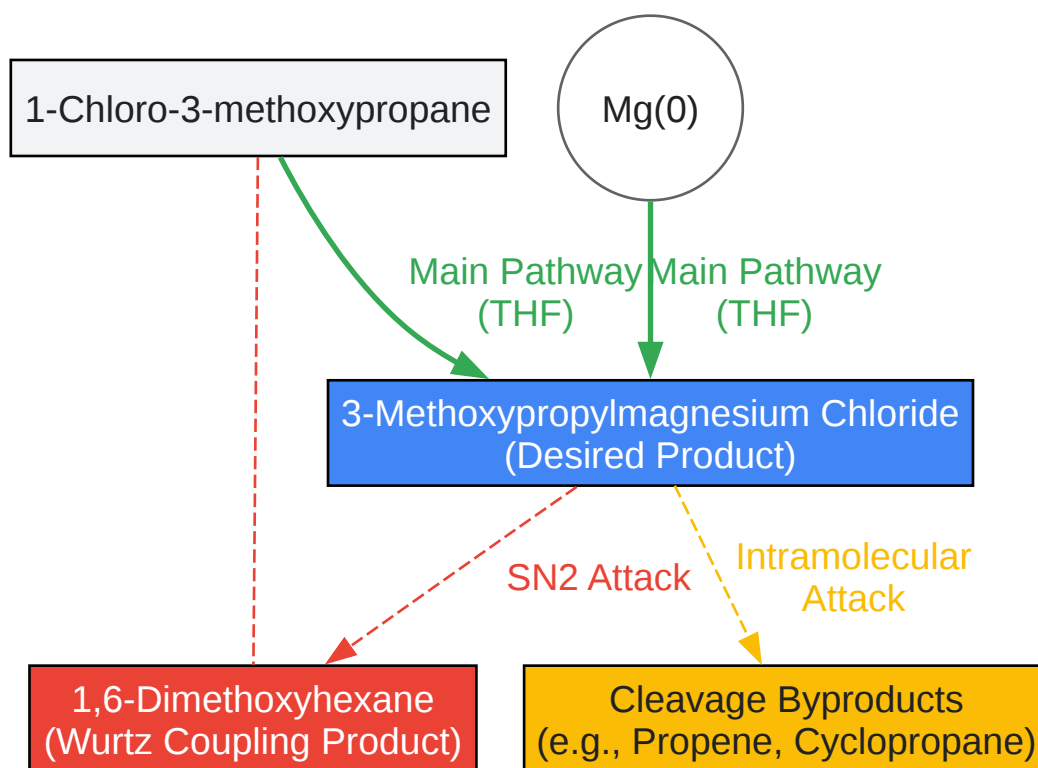 1-Chloro-3-methoxypropane
Mg(0)
Main Pathway
(THF)
Main Pathway
(THF)
3-Methoxypropylmagnesium Chloride
(Desired Product)
SN2 Attack
Intramolecular
Attack
1,6-Dimethoxyhexane
(Wurtz Coupling Product)
Cleavage Byproducts
(e.g., Propene, Cyclopropane)